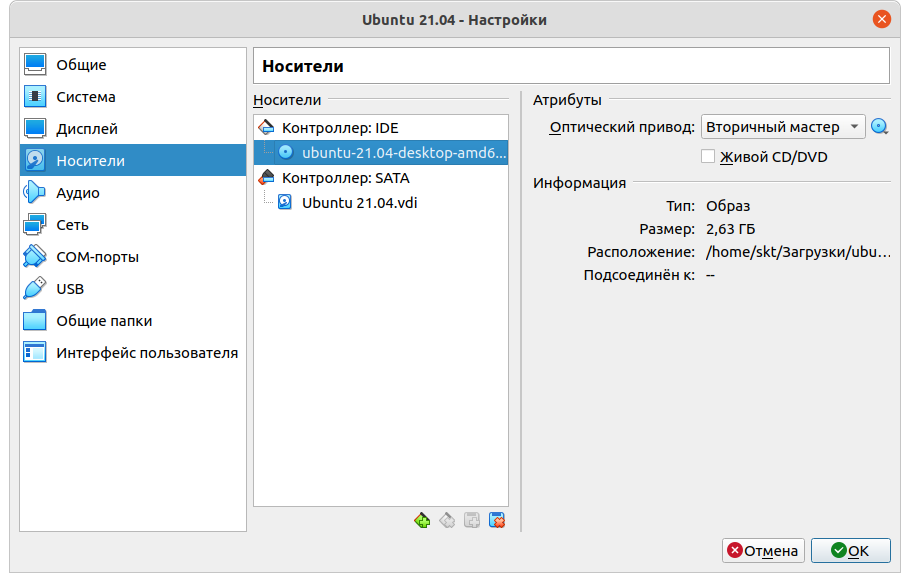 Ubuntu 21.04 - Настройки
Общие
Система
Дисплей
Носители
Аудио
Сеть
COM-порты
USB
Общие папки
Интерфейс пользователя
Носители
Носители
Контроллер: IDE
ubuntu-21.04-desktop-amd6...
Контроллер: SATA
Ubuntu 21.04.vdi
Атрибуты
Оптический привод: Вторичный мастер
Живой CD/DVD
Информация
Тип: Образ
Размер: 2,63 ГБ
Расположение: /home/skt/Загрузки/ubu...
Подсоединён к: --
Отмена
OK